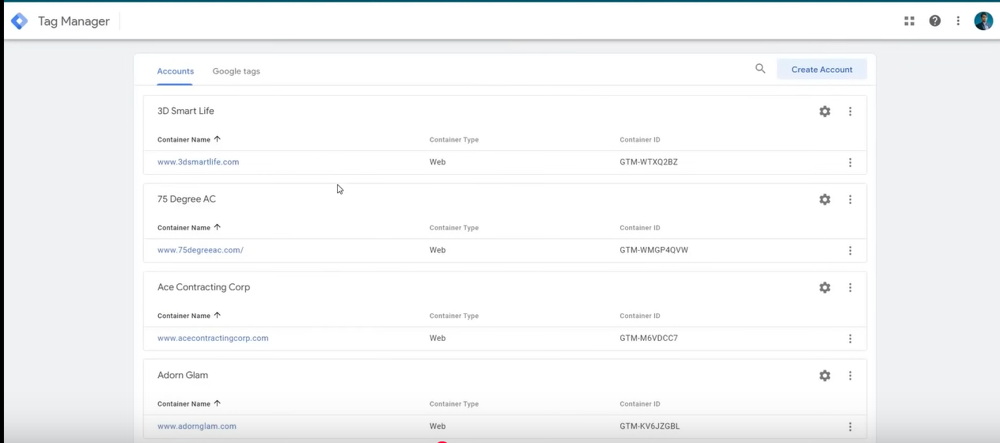 Tag Manager
Accounts Google tags Create Account
3D Smart Life
Container Name Container Type Container ID
www.3dsmartlife.com Web GTM-WTXQ2BZ
75 Degree AC
Container Name Container Type Container ID
www.75degreeac.com/ Web GTM-WMGP4QVW
Ace Contracting Corp
Container Name Container Type Container ID
www.acecontractingcorp.com Web GTM-M6VDCC7
Adorn Glam
Container Name Container Type Container ID
www.adornglam.com Web GTM-KV6JZGBL